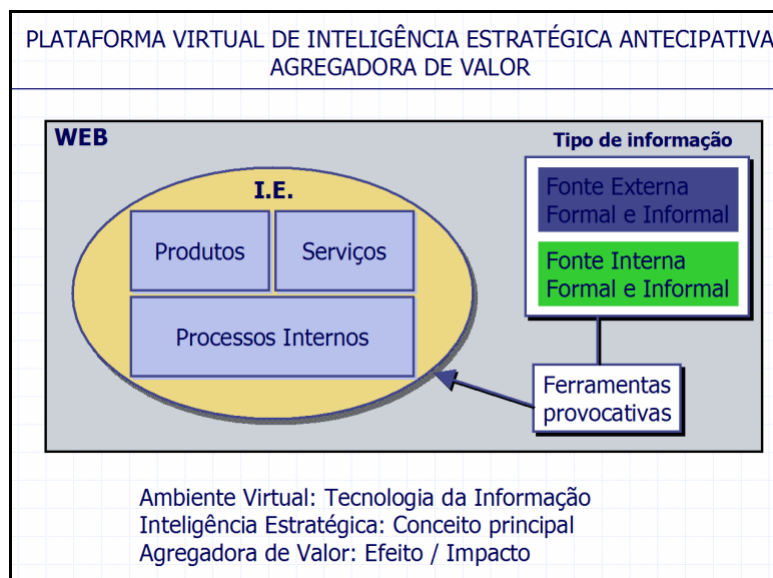 PLATAFORMA VIRTUAL DE INTELIGÊNCIA ESTRATÉGICA ANTECIPATIVA
AGREGADORA DE VALOR
WEB
I.E.
Produtos
Serviços
Processos Internos
Tipo de informação
Fonte Externa
Formal e Informal
Fonte Interna
Formal e Informal
Ferramentas
provocativas
Ambiente Virtual: Tecnologia da Informação
Inteligência Estratégica: Conceito principal
Agregadora de Valor: Efeito / Impacto